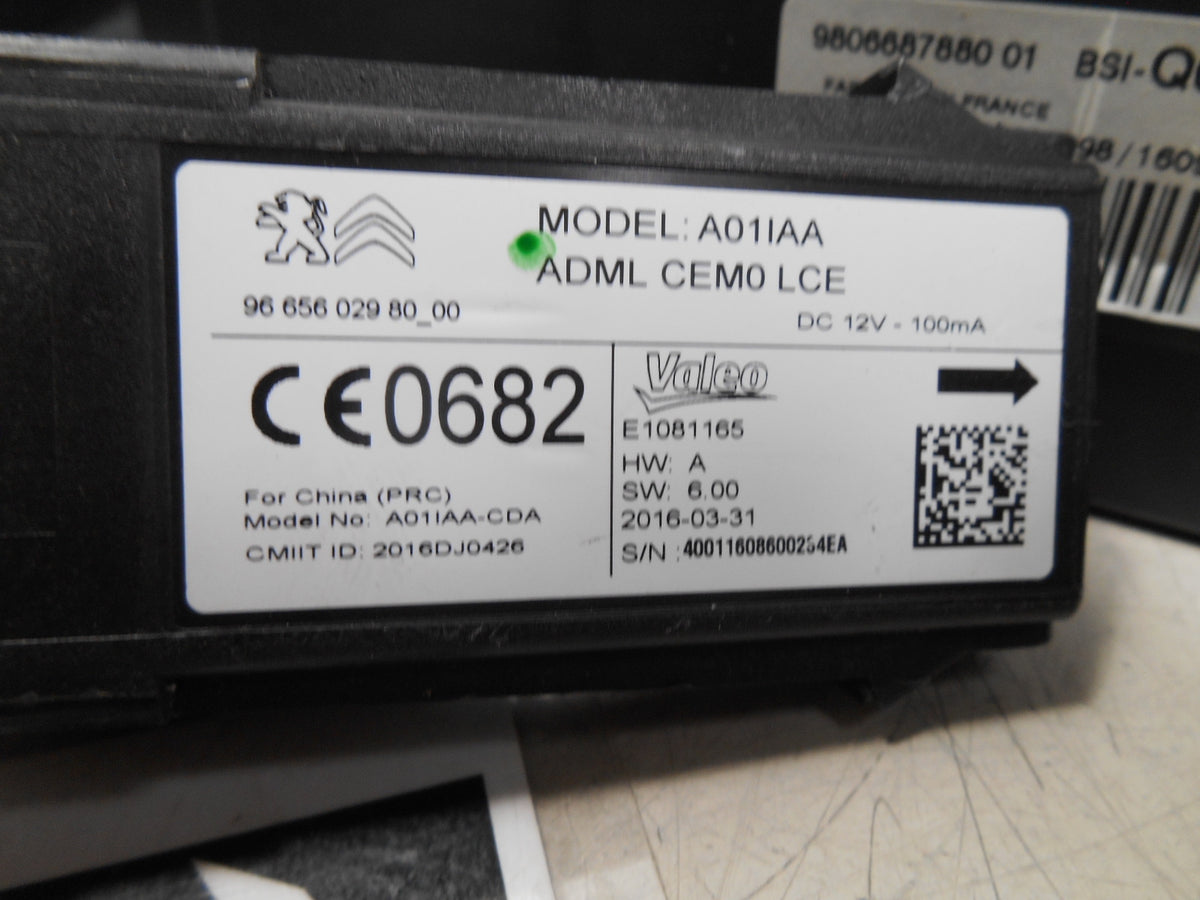 9806687880 01 BSI-
FRANCE
98/160
MODEL: A01IAA
ADML CEM0 LCE
96 656 029 80_00
DC 12V - 100mA
CE0682
Valeo
E1081165
HW: A
SW: 6.00
2016-03-31
S/N :
For China (PRC)
Model No: A01IAA-CDA
CMIIT ID: 2016DJ0426